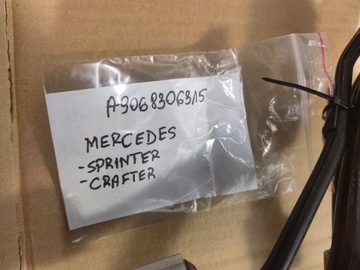 A9068306315
MERCEDES
-SPRINTER
-CRAFTER